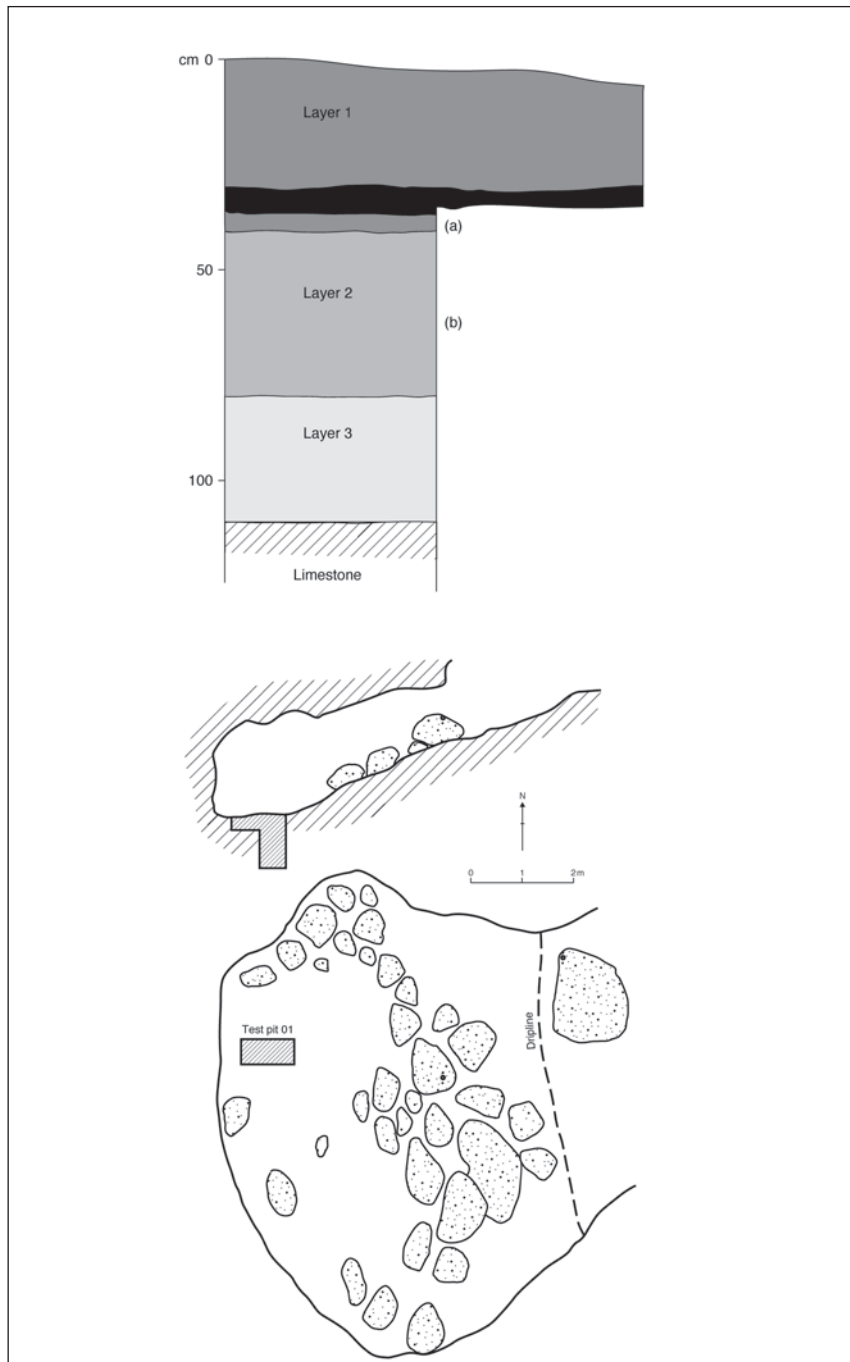 cm 0
Layer 1
(a)
50
Layer 2
(b)
Layer 3
100
Limestone
N
0 1 2m
Test pit 01
Dripline